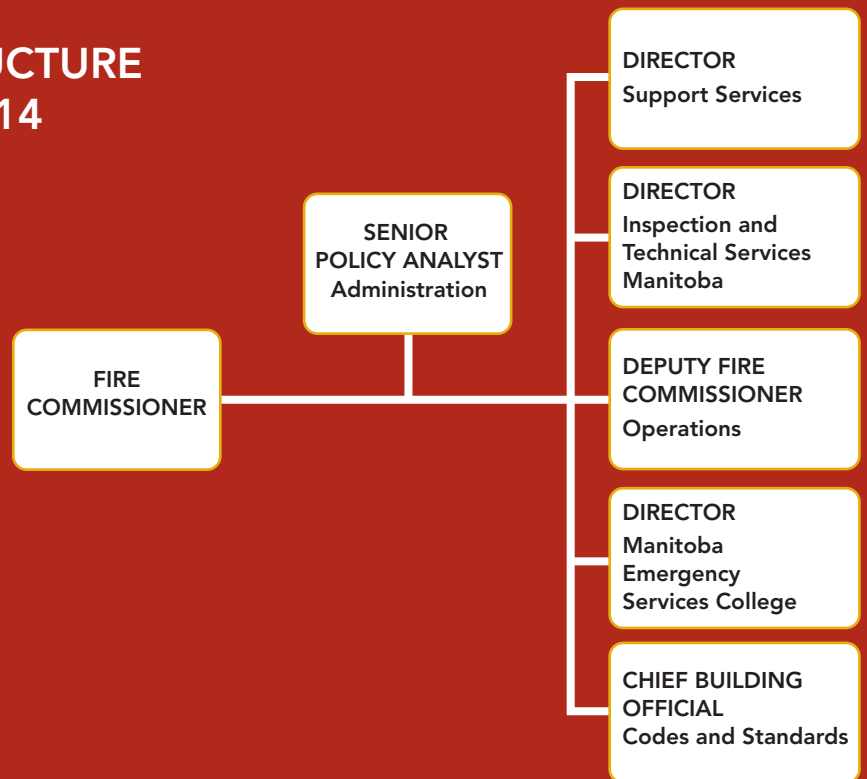 UCTURE
14
DIRECTOR
Support Services
DIRECTOR
Inspection and
Technical Services
Manitoba
SENIOR
POLICY ANALYST
Administration
FIRE
COMMISSIONER
DEPUTY FIRE
COMMISSIONER
Operations
DIRECTOR
Manitoba
Emergency
Services College
CHIEF BUILDING
OFFICIAL
Codes and Standards